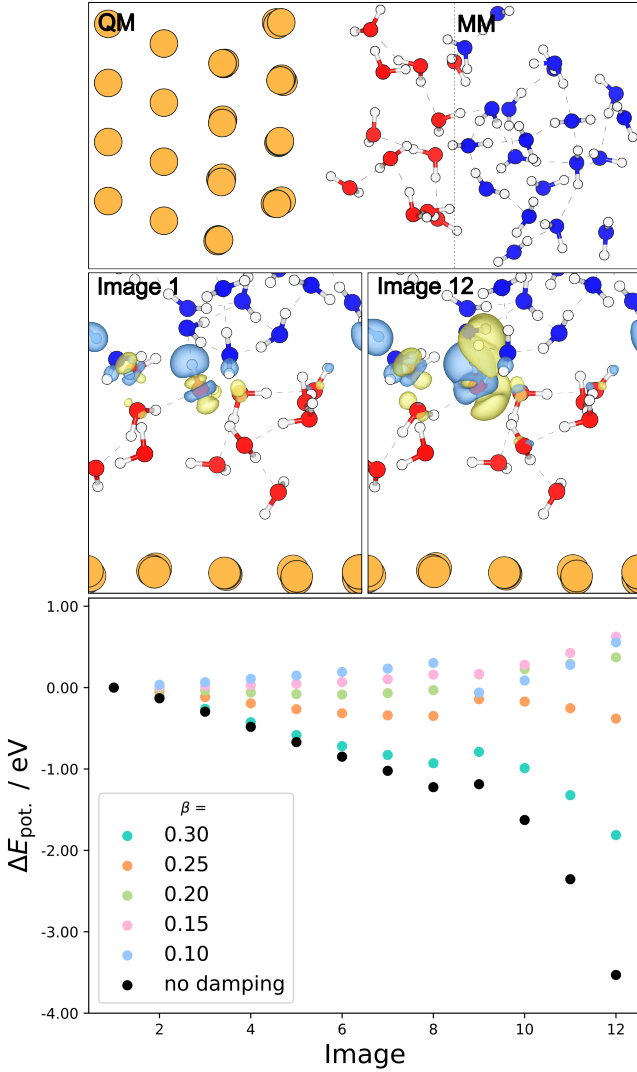 QM MM
Image 1 Image 12
1.00
0.00
-1.00
-2.00
-3.00
-4.00
ΔE_pot. / eV
β =
0.30
0.25
0.20
0.15
0.10
no damping
2 4 6 8 10 12
Image